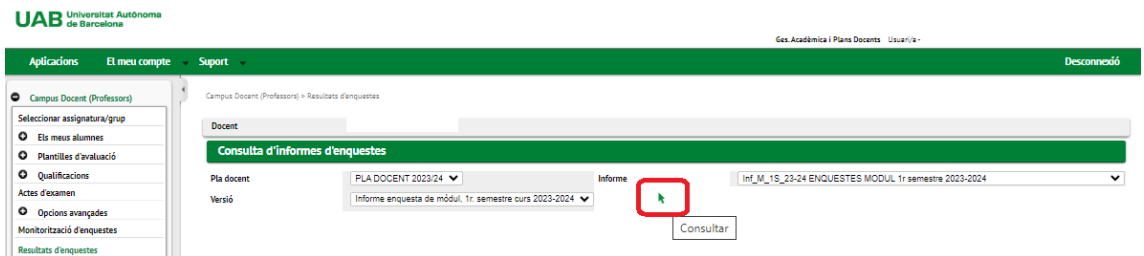 UAB Universitat Autònoma
de Barcelona
Ges. Acadèmica i Plans Docents Usuari/a -
Aplicacions El meu compte Suport Desconnexió
Campus Docent (Professors)
Seleccionar assignatura/grup
Els meus alumnes
Plantilles d'avaluació
Qualificacions
Actes d'examen
Opcions avançades
Monitorització d'enquestes
Resultats d'enquestes
Campus Docent (Professors) > Resultats d'enquestes
Docent
Consulta d'informes d'enquestes
Pla docent PLA DOCENT 2023/24 Informe Inf_M_1S_23-24 ENQUESTES MODUL 1r semestre 2023-2024
Versió Informe enquesta de mòdul, 1r. semestre curs 2023-2024
Consultar